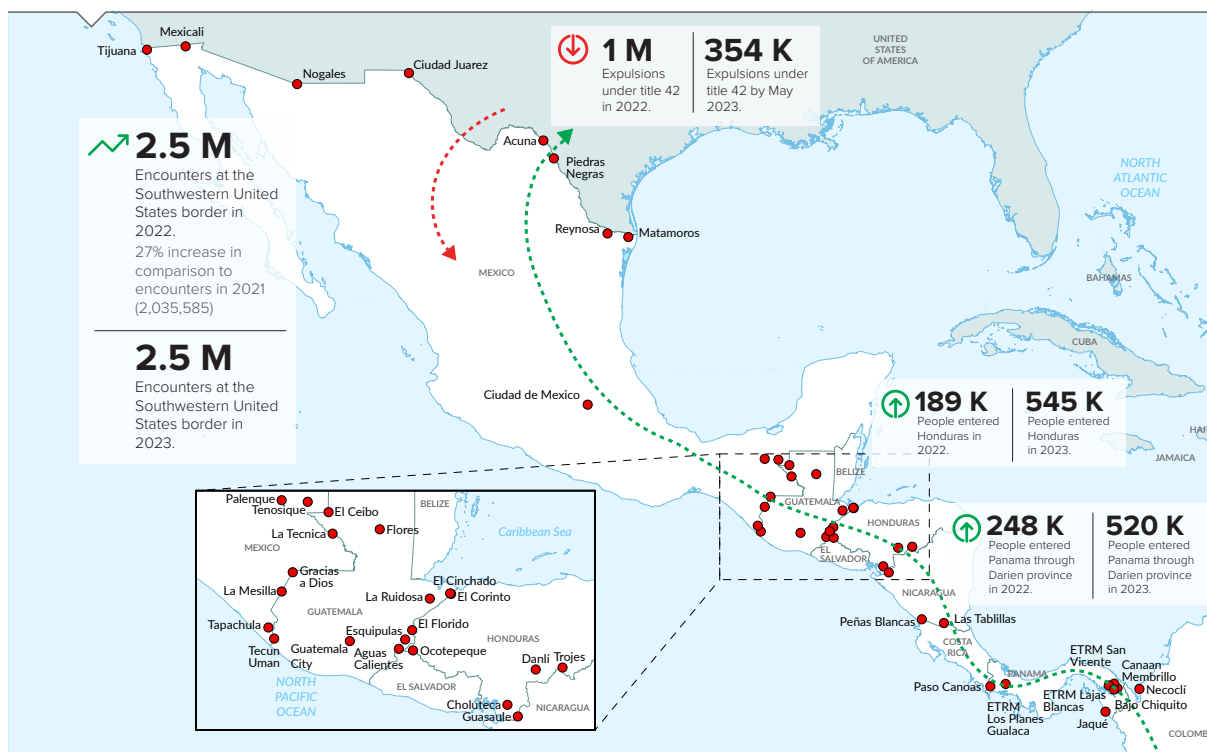 Mexicali
Tijuana
Nogales
Ciudad Juarez
1 M
Expulsions
under title 42
in 2022.
354 K
Expulsions under
title 42 by May
2023.
UNITED
STATES
OF AMERICA
2.5 M
Encounters at the
Southwestern United
States border in
2022.
27% increase in
comparison to
encounters in 2021
(2,035,585)
2.5 M
Encounters at the
Southwestern United
States border in
2023.
Acuna
Piedras
Negras
Reynosa
Matamoros
MEXICO
NORTH
ATLANTIC
OCEAN
BAHAMAS
CUBA
HAI
JAMAICA
Ciudad de Mexico
189 K
People entered
Honduras in
2022.
545 K
People entered
Honduras
in 2023.
BELIZE
GUATEMALA
HONDURAS
EL
SALVADOR
248 K
People entered
Panama through
Darien province
in 2022.
520 K
People entered
Panama through
Darien province
in 2023.
NICARAGUA
Peñas Blancas
Las Tablillas
COSTA
RICA
Paso Canoas
PANAMA
ETRM
Los Planes
Gualaca
ETRM San
Vicente
Canaan
Membrillo
Necoclí
ETRM Lajas
Blancas
Bajo Chiquito
Jaqué
COLOMB
Palenque
Tenosique
El Ceibo
BELIZE
La Tecnica
Flores
Caribbean Sea
MEXICO
Gracias
a Dios
La Mesilla
El Cinchado
El Corinto
La Ruidosa
GUATEMALA
Tapachula
Tecun
Uman
Guatemala
City
Esquipulas
El Florido
Aguas
Calientes
Ocotepeque
HONDURAS
Danlí
Trojes
EL SALVADOR
NORTH
PACIFIC
OCEAN
Choluteca
Guasaule
NICARAGUA